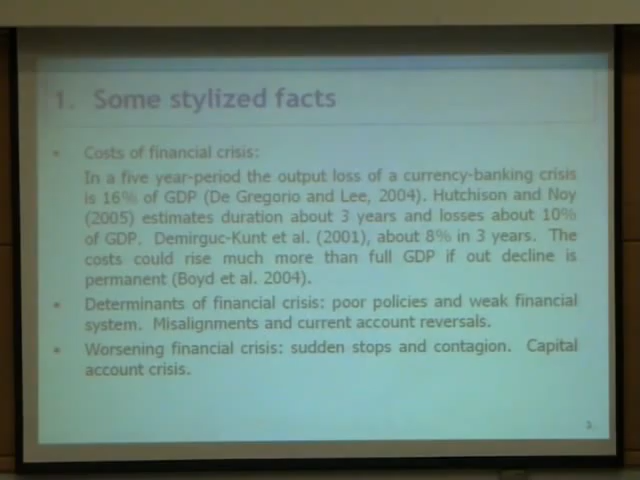 1. Some stylized facts
• Costs of financial crisis:
In a five year-period the output loss of a currency-banking crisis
is 16% of GDP (De Gregorio and Lee, 2004). Hutchison and Noy
(2005) estimates duration about 3 years and losses about 10%
of GDP. Demirguc-Kunt et al. (2001), about 8% in 3 years. The
costs could rise much more than full GDP if out decline is
permanent (Boyd et al. 2004).
• Determinants of financial crisis: poor policies and weak financial
system. Misalignments and current account reversals.
• Worsening financial crisis: sudden stops and contagion. Capital
account crisis.